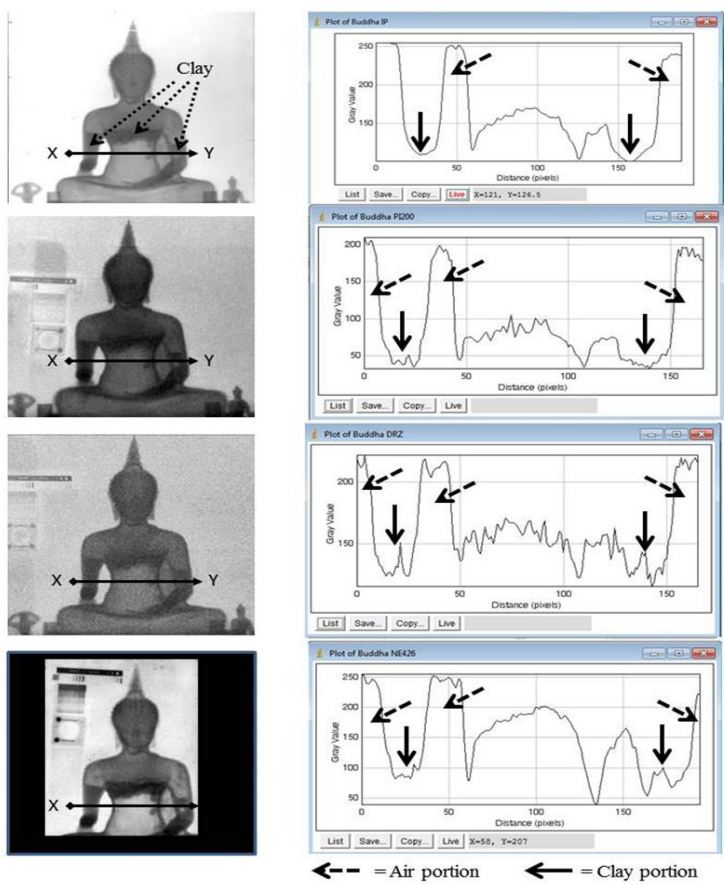 Clay
X Y
Plot of Buddha IP
250
200
150
Gray Value
0 50 100 150
Distance (pixels)
List Save... Copy... Live X=121, Y=126.5
X Y
Plot of Buddha PI200
200
150
100
50
Gray Value
0 50 100 150
Distance (pixels)
List Save... Copy... Live
X Y
Plot of Buddha DRZ
200
150
Gray Value
0 50 100 150
Distance (pixels)
List Save... Copy... Live
X
Plot of Buddha NE426
250
200
150
100
50
Gray Value
0 50 100 150
Distance (pixels)
List Save... Copy... Live X=58, Y=207
= Air portion = Clay portion